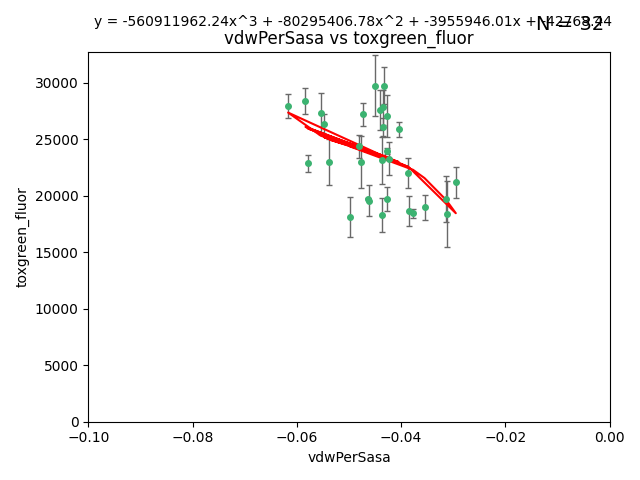 y = -560911962.24x^3 + -80295406.78x^2 + -3955946.01x +
N = 32
vdwPerSasa vs toxgreen_fluor
30000
25000
20000
15000
10000
5000
0
toxgreen_fluor
−0.10
−0.08
−0.06
−0.04
−0.02
0.00
vdwPerSasa